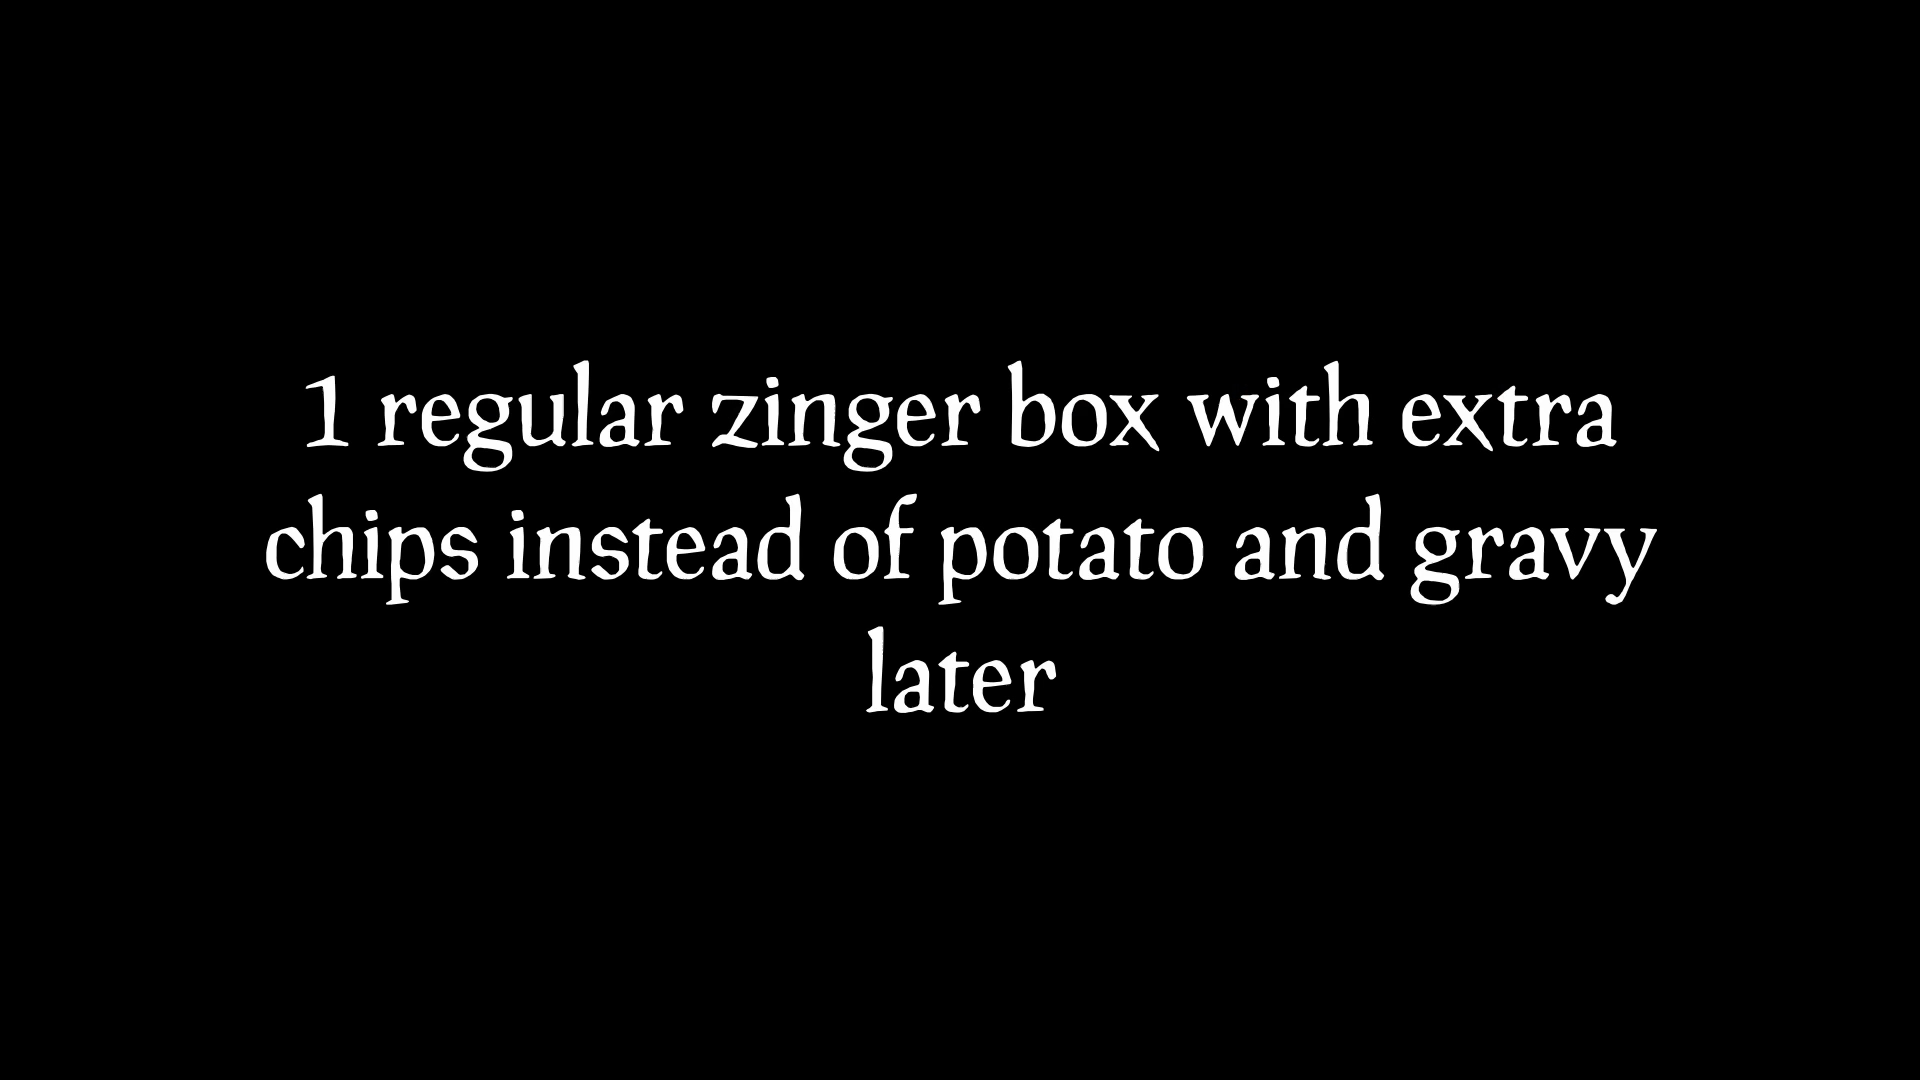 1 regular zinger box with extra
chips instead of potato and gravy
later